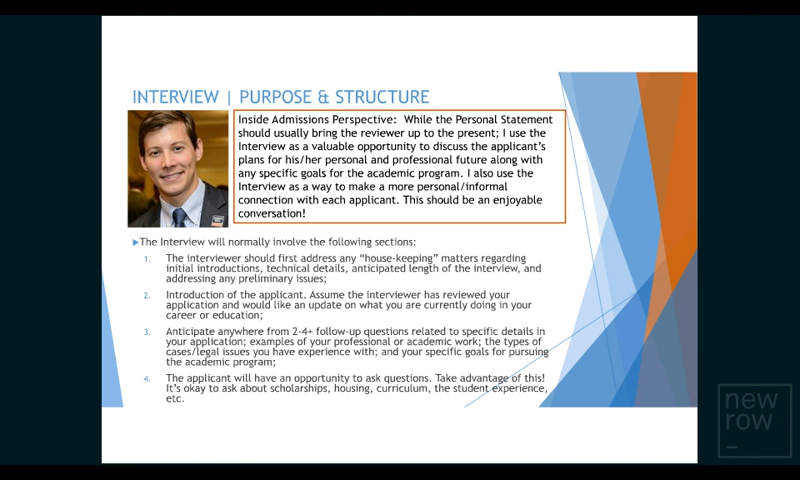 INTERVIEW | PURPOSE & STRUCTURE
Inside Admissions Perspective: While the Personal Statement
should usually bring the reviewer up to the present; I use the
Interview as a valuable opportunity to discuss the applicant's
plans for his/her personal and professional future along with
any specific goals for the academic program. I also use the
Interview as a way to make a more personal/informal
connection with each applicant. This should be an enjoyable
conversation!
The Interview will normally involve the following sections:
1. The interviewer should first address any “house-keeping” matters regarding
initial introductions, technical details, anticipated length of the interview, and
addressing any preliminary issues;
2. Introduction of the applicant. Assume the interviewer has reviewed your
application and would like an update on what you are currently doing in your
career or education;
3. Anticipate anywhere from 2-4+ follow-up questions related to specific details in
your application; examples of your professional or academic work; the types of
cases/legal issues you have experience with; and your specific goals for pursuing
the academic program;
4. The applicant will have an opportunity to ask questions. Take advantage of this!
It's okay to ask about scholarships, housing, curriculum, the student experience,
etc.
new
row